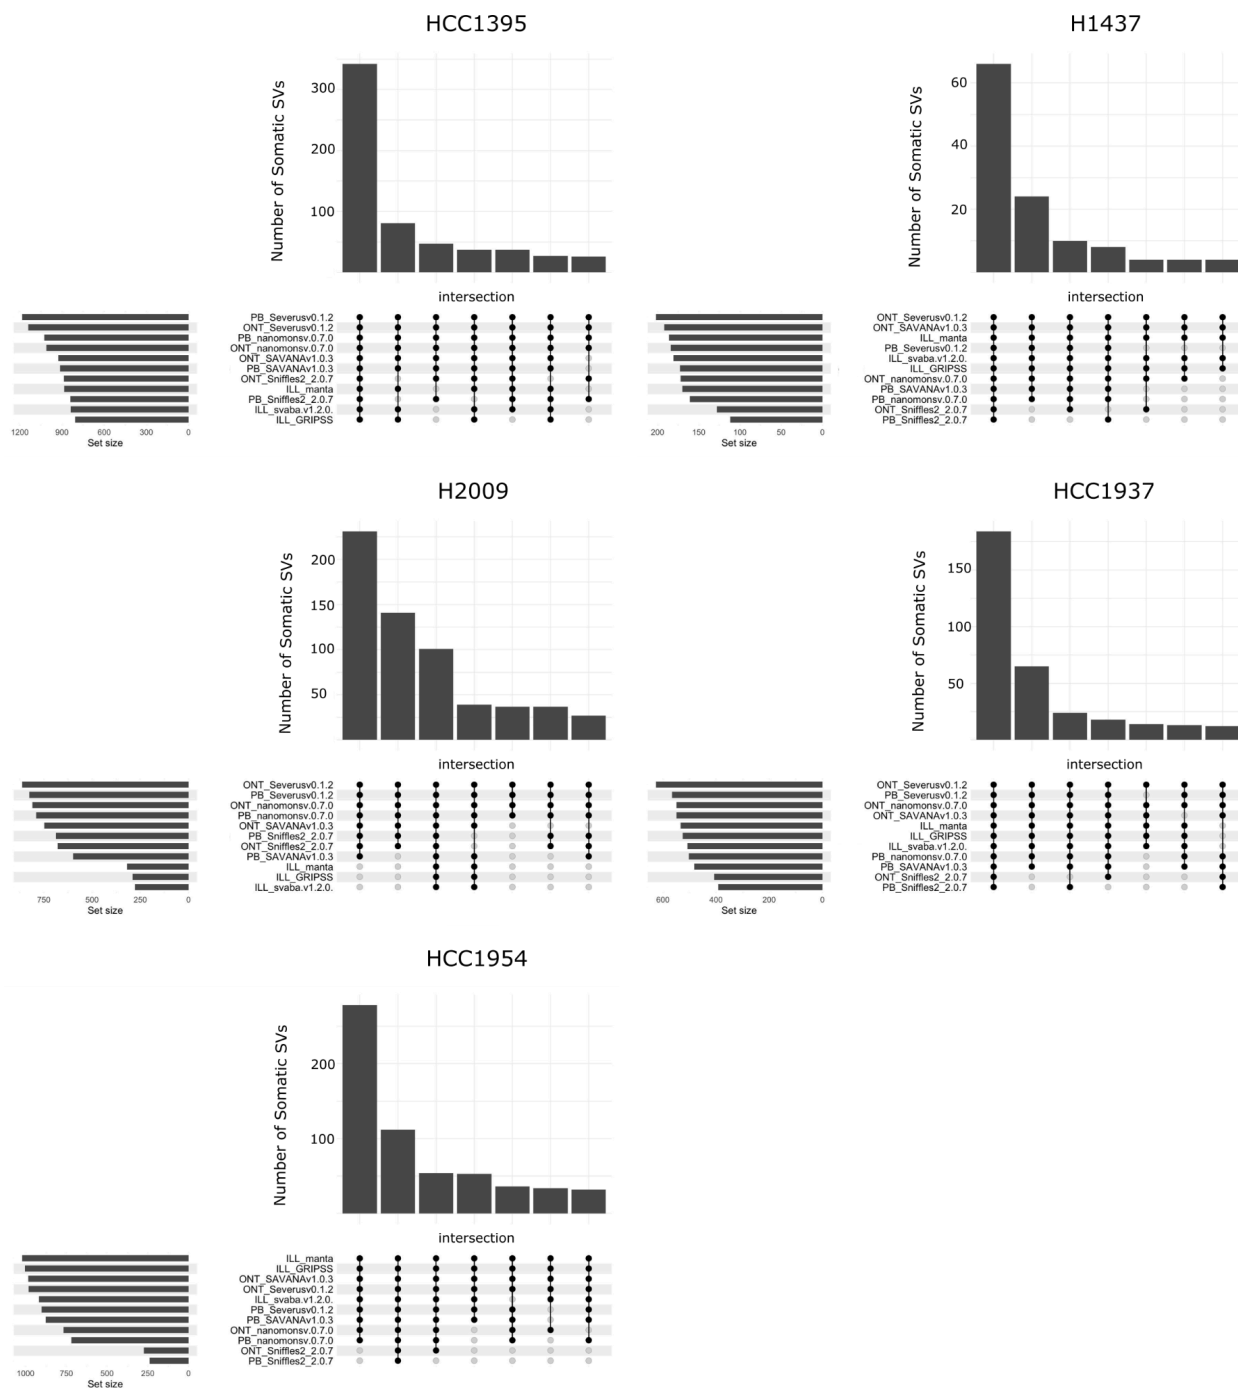 HCC1395
Number of Somatic SVs
300
200
100
intersection
PB_Severusv0.1.2
ONT_Severusv0.1.2
PB_nanomonsv.0.7.0
ONT_nanomonsv.0.7.0
ONT_SAVANAv1.0.3
PB_SAVANAv1.0.3
ONT_Sniffles2_2.0.7
ILL_manta
PB_Sniffles2_2.0.7
ILL_svaba.v1.2.0.
ILL_GRIPSS
1200 900 600 300 0
Set size
H1437
Number of Somatic SVs
60
40
20
intersection
ONT_Severusv0.1.2
ONT_SAVANAv1.0.3
ILL_manta
PB_Severusv0.1.2
ILL_svaba.v1.2.0.
ILL_GRIPSS
ONT_nanomonsv.0.7.0
PB_SAVANAv1.0.3
PB_nanomonsv.0.7.0
ONT_Sniffles2_2.0.7
PB_Sniffles2_2.0.7
200 150 100 50 0
Set size
H2009
Number of Somatic SVs
200
150
100
50
intersection
ONT_Severusv0.1.2
PB_Severusv0.1.2
ONT_nanomonsv.0.7.0
PB_nanomonsv.0.7.0
ONT_SAVANAv1.0.3
PB_Sniffles2_2.0.7
ONT_Sniffles2_2.0.7
PB_SAVANAv1.0.3
ILL_manta
ILL_GRIPSS
ILL_svaba.v1.2.0.
750 500 250 0
Set size
HCC1937
Number of Somatic SVs
150
100
50
intersection
ONT_Severusv0.1.2
PB_Severusv0.1.2
ONT_nanomonsv.0.7.0
ONT_SAVANAv1.0.3
ILL_manta
ILL_GRIPSS
ILL_svaba.v1.2.0.
PB_nanomonsv.0.7.0
PB_SAVANAv1.0.3
ONT_Sniffles2_2.0.7
PB_Sniffles2_2.0.7
600 400 200 0
Set size
HCC1954
Number of Somatic SVs
200
100
intersection
ILL_manta
ILL_GRIPSS
ONT_SAVANAv1.0.3
ONT_Severusv0.1.2
ILL_svaba.v1.2.0.
PB_Severusv0.1.2
PB_SAVANAv1.0.3
ONT_nanomonsv.0.7.0
PB_nanomonsv.0.7.0
ONT_Sniffles2_2.0.7
PB_Sniffles2_2.0.7
1000 750 500 250 0
Set size